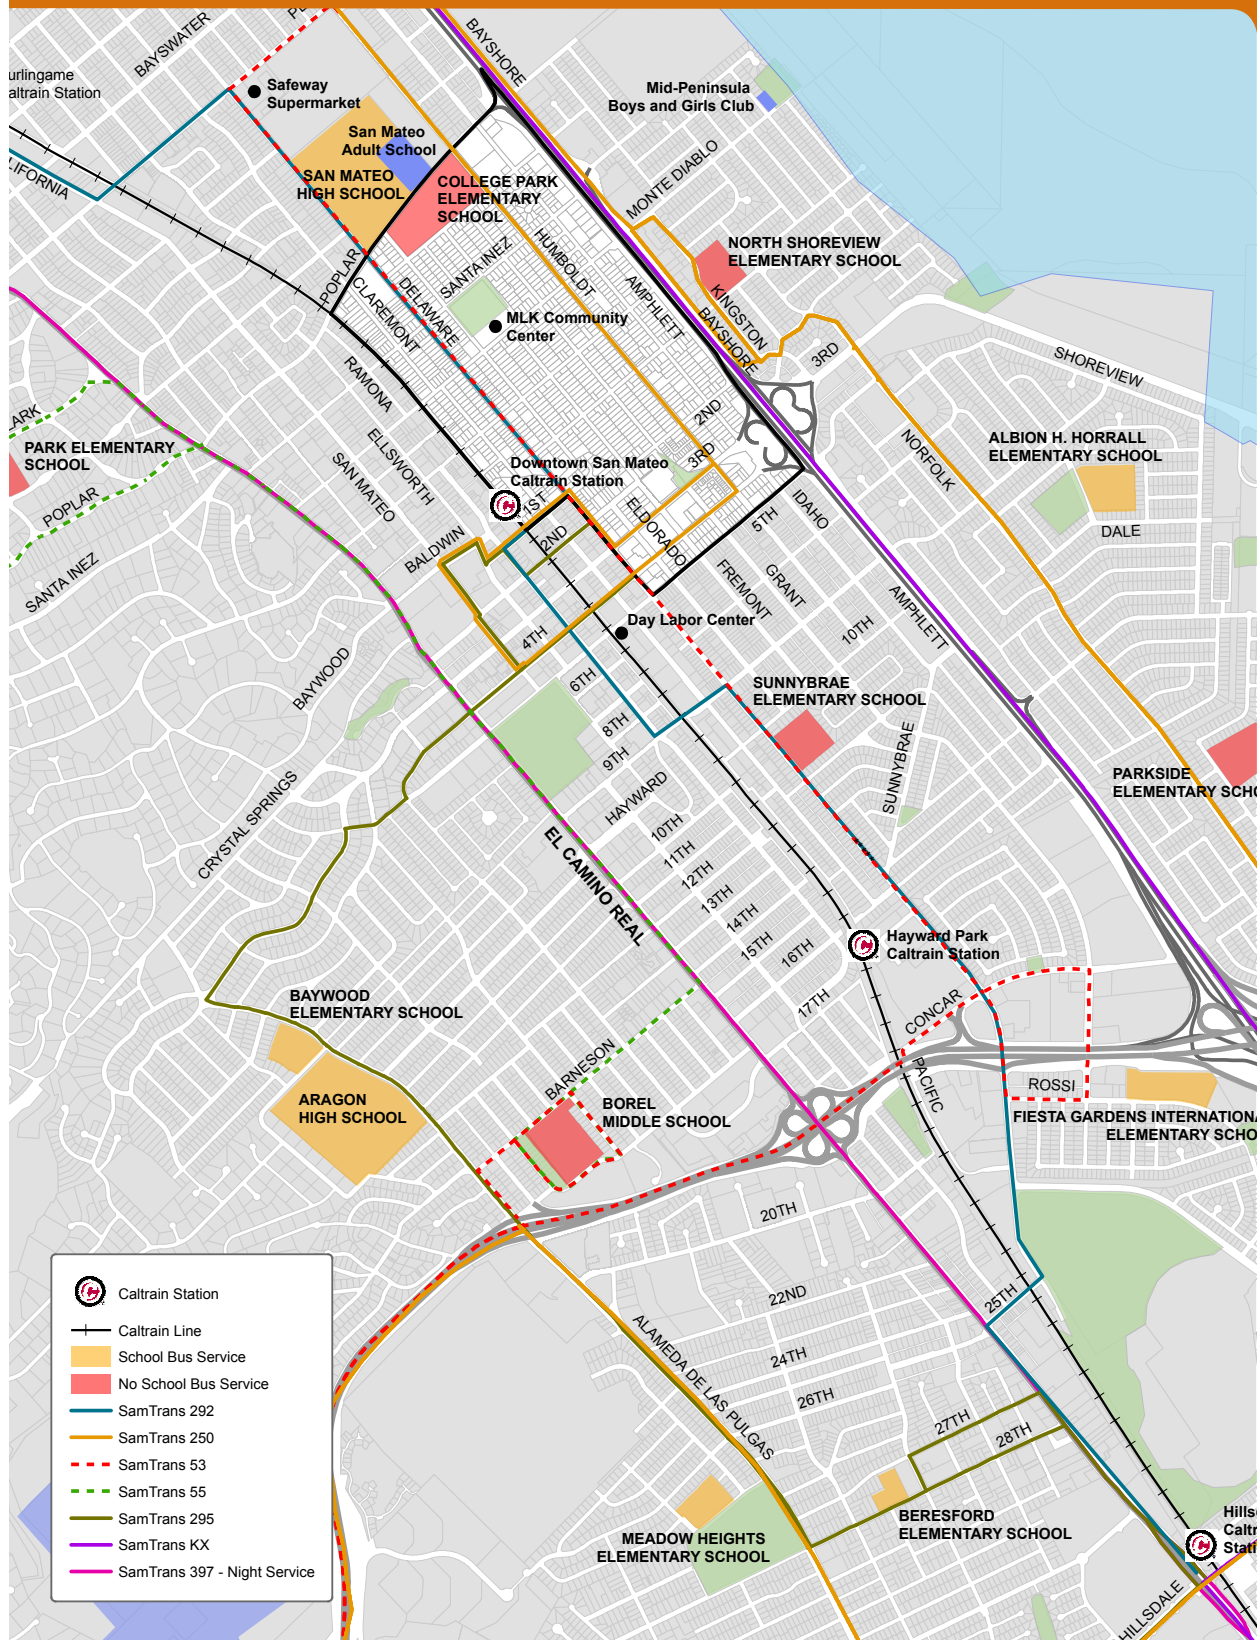 BAYSWATER
BAYSHORE
urlingame
altrain Station
Safeway
Supermarket
Mid-Peninsula
Boys and Girls Club
San Mateo
Adult School
LIFORNIA
SAN MATEO
HIGH SCHOOL
COLLEGE PARK
ELEMENTARY
SCHOOL
MONTE DIABLO
NORTH SHOREVIEW
ELEMENTARY SCHOOL
SANTA INEZ
HUMBOLDT
POPLAR
CLAREMONT
DELAWARE
AMPHLETT
KINGSTON
BAYSHORE
MLK Community
Center
3RD
SHOREVIEW
RAMONA
2ND
LARK
PARK ELEMENTARY
SCHOOL
ELLSWORTH
SAN MATEO
NORFOLK
ALBION H. HORRALL
ELEMENTARY SCHOOL
3RD
Downtown San Mateo
Caltrain Station
POPLAR
1ST
ELDORADO
IDAHO
5TH
DALE
BALDWIN
2ND
SANTA INEZ
FREMONT
GRANT
AMPHLETT
Day Labor Center
10TH
4TH
BAYWOOD
6TH
SUNNYBRAE
ELEMENTARY SCHOOL
8TH
9TH
SUNNYBRAE
PARKSIDE
ELEMENTARY SCHO
CRYSTAL SPRINGS
HAYWARD
10TH
11TH
12TH
13TH
14TH
15TH
16TH
17TH
EL CAMINO REAL
Hayward Park
Caltrain Station
BAYWOOD
ELEMENTARY SCHOOL
CONCAR
BARNESON
PACIFIC
ROSSI
ARAGON
HIGH SCHOOL
BOREL
MIDDLE SCHOOL
FIESTA GARDENS INTERNATIONA
ELEMENTARY SCHO
20TH
22ND
25TH
ALAMEDA DE LAS PULGAS
24TH
26TH
27TH
28TH
Caltrain Station
Caltrain Line
School Bus Service
No School Bus Service
SamTrans 292
SamTrans 250
SamTrans 53
SamTrans 55
SamTrans 295
SamTrans KX
SamTrans 397 - Night Service
BERESFORD
ELEMENTARY SCHOOL
MEADOW HEIGHTS
ELEMENTARY SCHOOL
Hills
Caltr
Stati
HILLSDALE